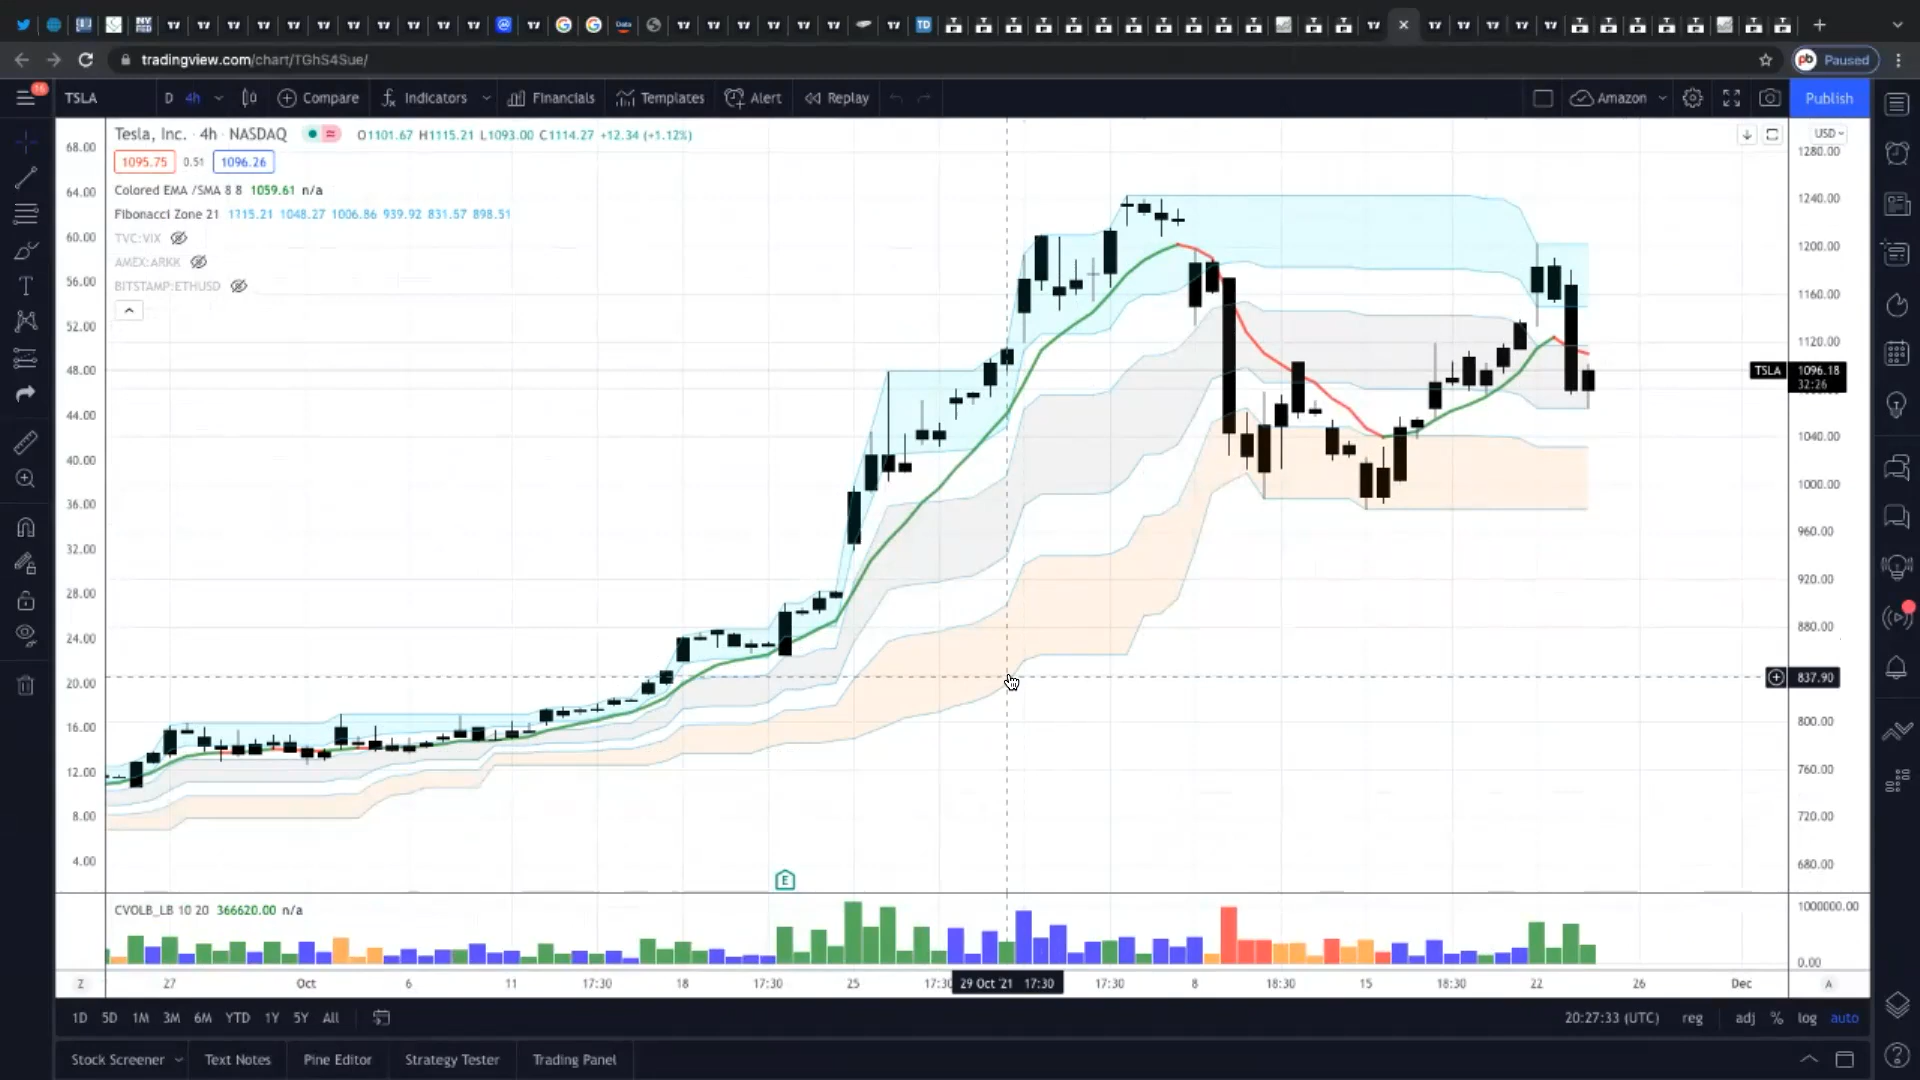 tradingview.com/chart/TGhS4Sue/
Paused
16
TSLA D 4h Compare Indicators Financials Templates Alert Replay Amazon Publish
Tesla, Inc. · 4h · NASDAQ O1101.67 H1115.21 L1093.00 C1114.27 +12.34 (+1.12%)
USD
1095.75 0.51 1096.26
Colored EMA /SMA 8 8 1059.61 n/a
Fibonacci Zone 21 1115.21 1048.27 1006.86 939.92 831.57 898.51
TVC:VIX
AMEX:ARKK
BITSTAMP:ETHUSD
68.00
64.00
60.00
56.00
52.00
48.00
44.00
40.00
36.00
32.00
28.00
24.00
20.00
16.00
12.00
8.00
4.00
1280.00
1240.00
1200.00
1160.00
1120.00
TSLA 1096.18
32:26
1040.00
1000.00
960.00
920.00
880.00
837.90
800.00
760.00
720.00
680.00
E
CVOLB_LB 10 20 366620.00 n/a
1000000.00
0.00
Z 27 Oct 6 11 17:30 18 17:30 25 17:30 29 Oct '21 17:30 17:30 8 18:30 15 18:30 22 26 Dec A
1D 5D 1M 3M 6M YTD 1Y 5Y All 20:27:33 (UTC) reg adj % log auto
Stock Screener Text Notes Pine Editor Strategy Tester Trading Panel